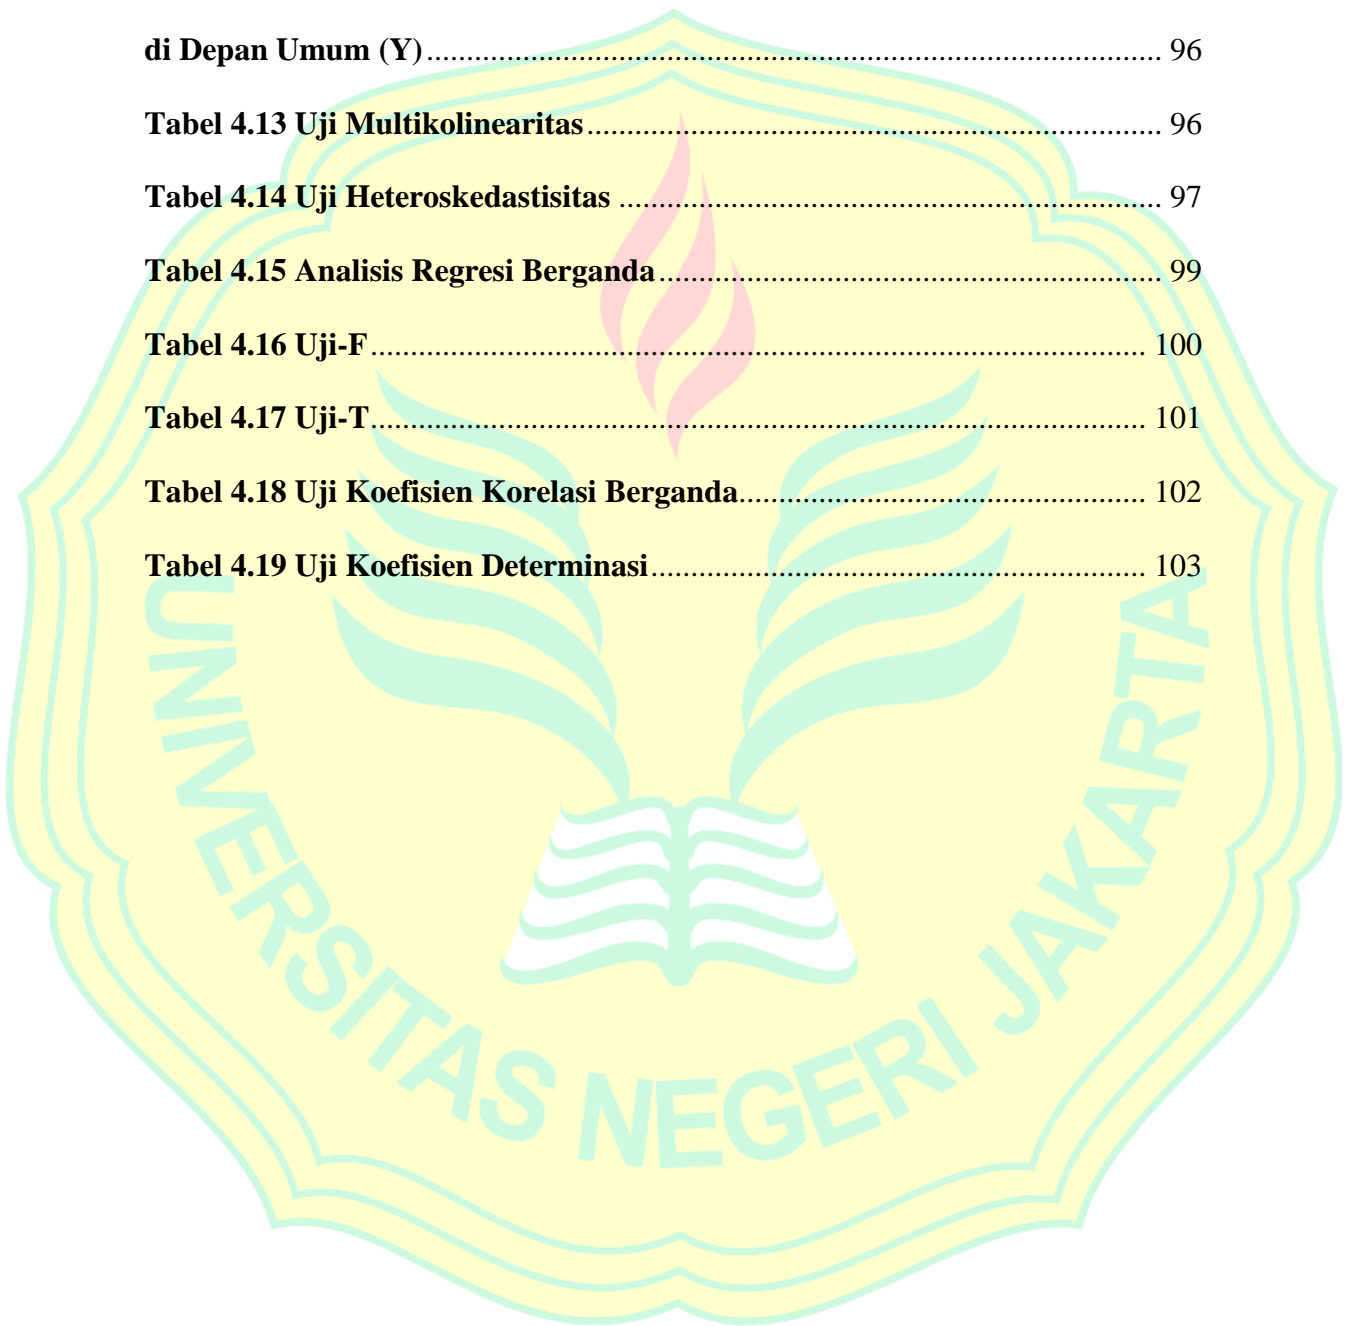 di Depan Umum (Y)............................................................................................ 96
Tabel 4.13 Uji Multikolinearitas........................................................................ 96
Tabel 4.14 Uji Heteroskedastisitas .................................................................... 97
Tabel 4.15 Analisis Regresi Berganda............................................................... 99
Tabel 4.16 Uji-F................................................................................................. 100
Tabel 4.17 Uji-T................................................................................................. 101
Tabel 4.18 Uji Koefisien Korelasi Berganda................................................... 102
Tabel 4.19 Uji Koefisien Determinasi.............................................................. 103
UNIVERSITAS NEGERI JAKARTA